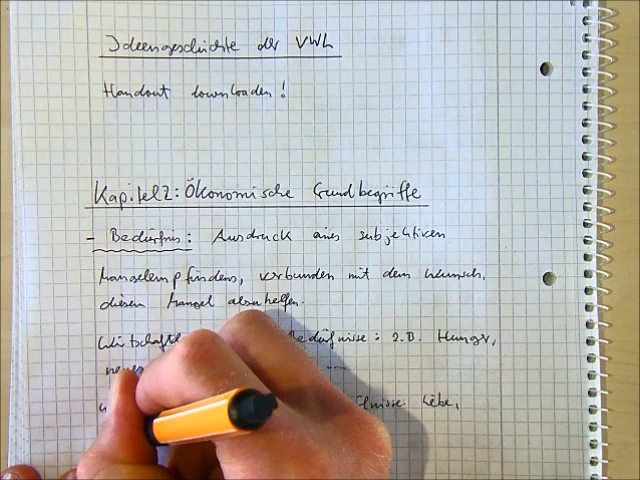 Ideengeschichte der VWL
Handout downloaden!
Kapitel 2: Ökonomische Grundbegriffe
- Bedürfnis: Ausdruck eines subjektiven
Mangelempfindens, verbunden mit dem Wunsch,
diesem Mangel abzuhelfen.
Bedürfnisse: z.B. Hunger,
Liebe,